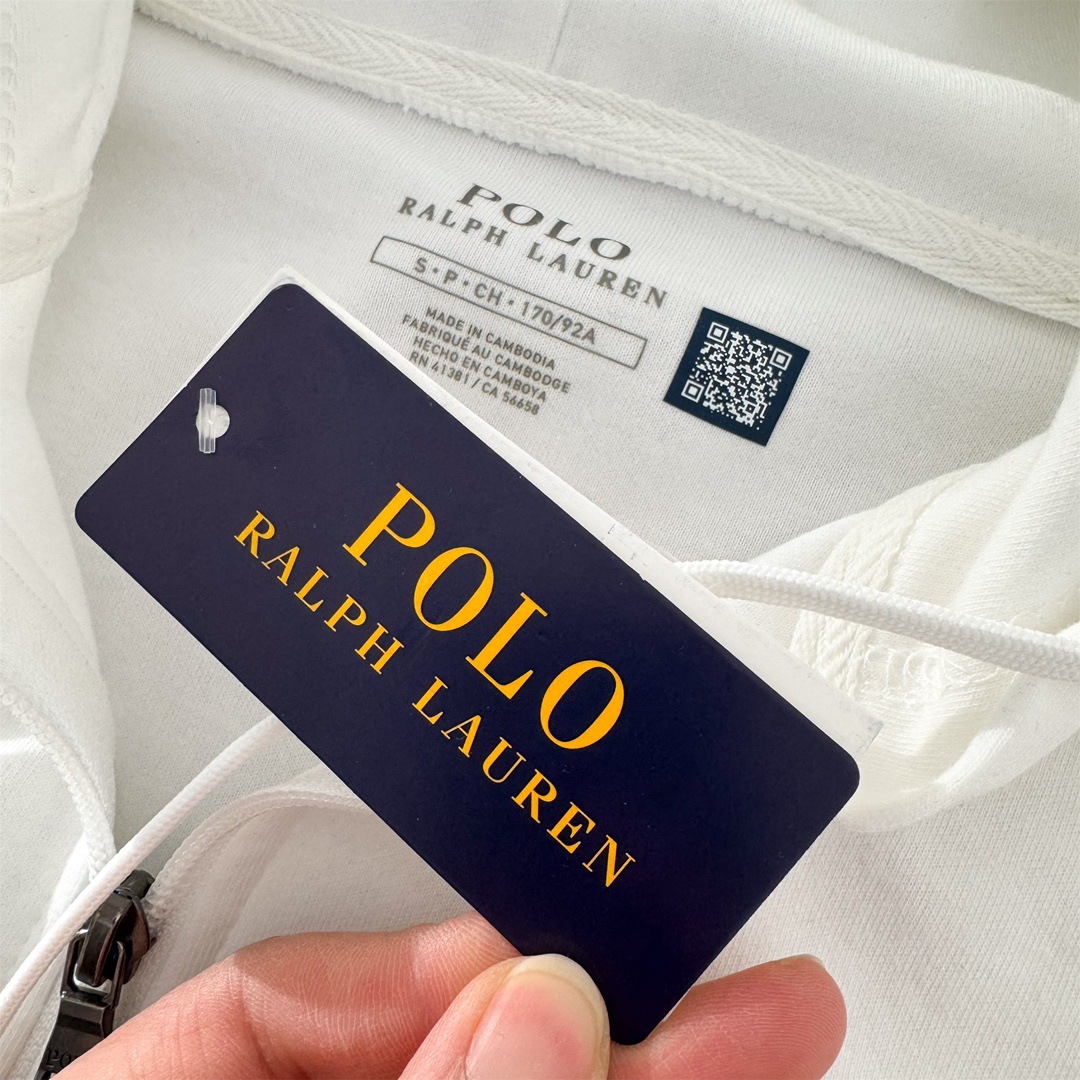 POLO
RALPH LAUREN
S・P・CH・170/92A
MADE IN CAMBODIA
FABRIQUÉ AU CAMBODGE
HECHO EN CAMBOYA
RN 41381 / CA 56658
POLO
RALPH LAUREN